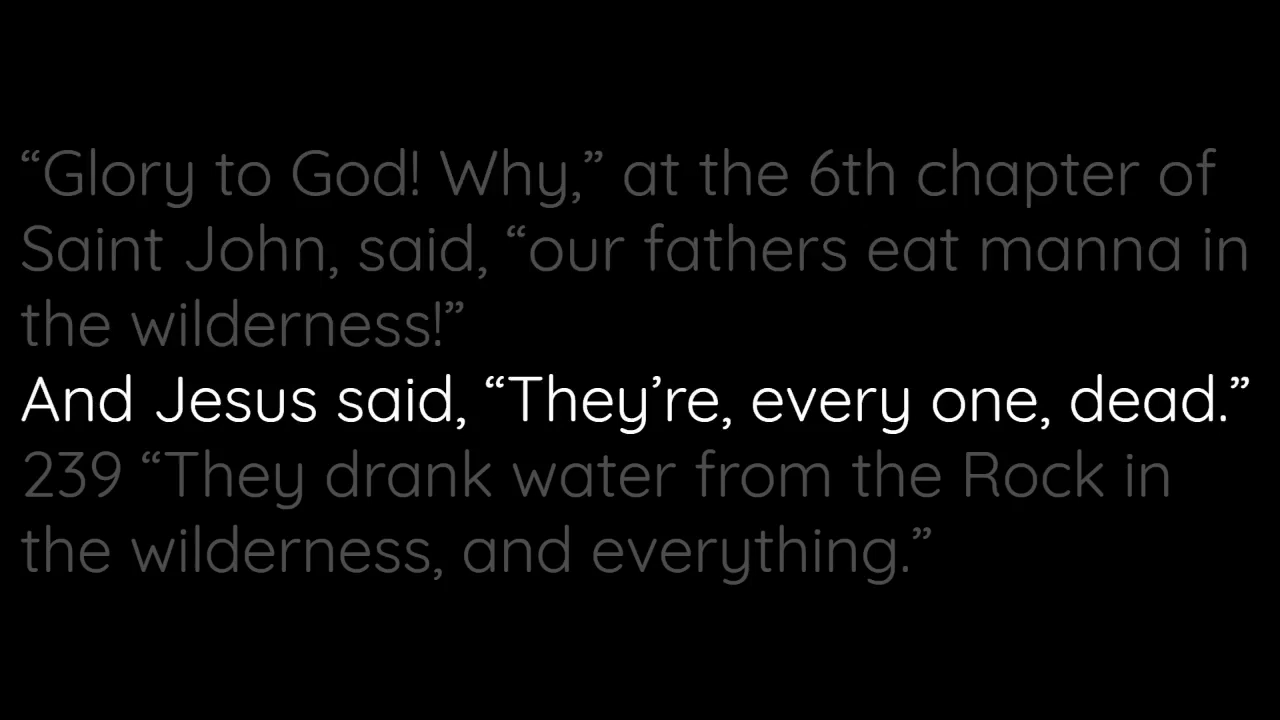 “Glory to God! Why,” at the 6th chapter of
Saint John, said, “our fathers eat manna in
the wilderness!”
And Jesus said, “They’re, every one, dead.”
239 “They drank water from the Rock in
the wilderness, and everything.”